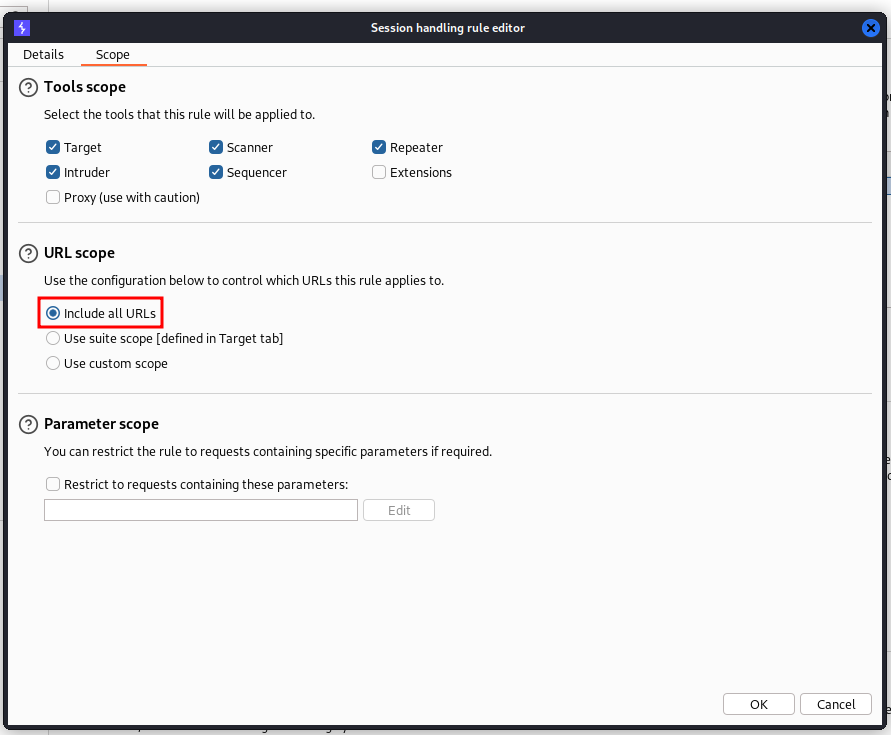 Session handling rule editor
Details Scope
? Tools scope
Select the tools that this rule will be applied to.
Target Scanner Repeater
Intruder Sequencer Extensions
Proxy (use with caution)
? URL scope
Use the configuration below to control which URLs this rule applies to.
Include all URLs
Use suite scope [defined in Target tab]
Use custom scope
? Parameter scope
You can restrict the rule to requests containing specific parameters if required.
Restrict to requests containing these parameters:
Edit
OK Cancel